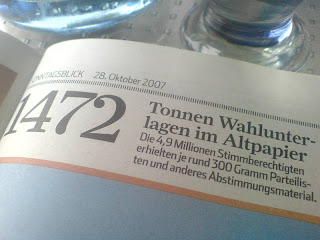 SONNTAGSBLICK 28. Oktober 2007
1472
Tonnen Wahlunter-
lagen im Altpapier
Die 4,9 Millionen Stimmberechtigten
erhielten je rund 300 Gramm Parteilis-
ten und anderes Abstimmungsmaterial.